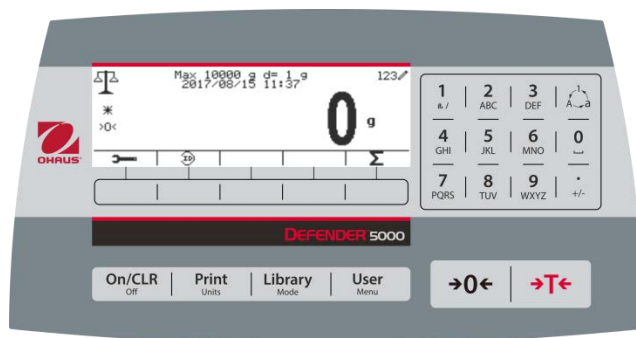 Max 10000 g d= 1 g
2017/08/15 11:37
123
>0<
0 g
ID
Σ
OHAUS
DEFENDER 5000
1 2 3 A 1 a
&. / ABC DEF
4 5 6 0
GHI JKL MNO
7 8 9 .
PQRS TUV WXYZ +/-
On/CLR Print Library User
Off Units Mode Menu
→0← →T←